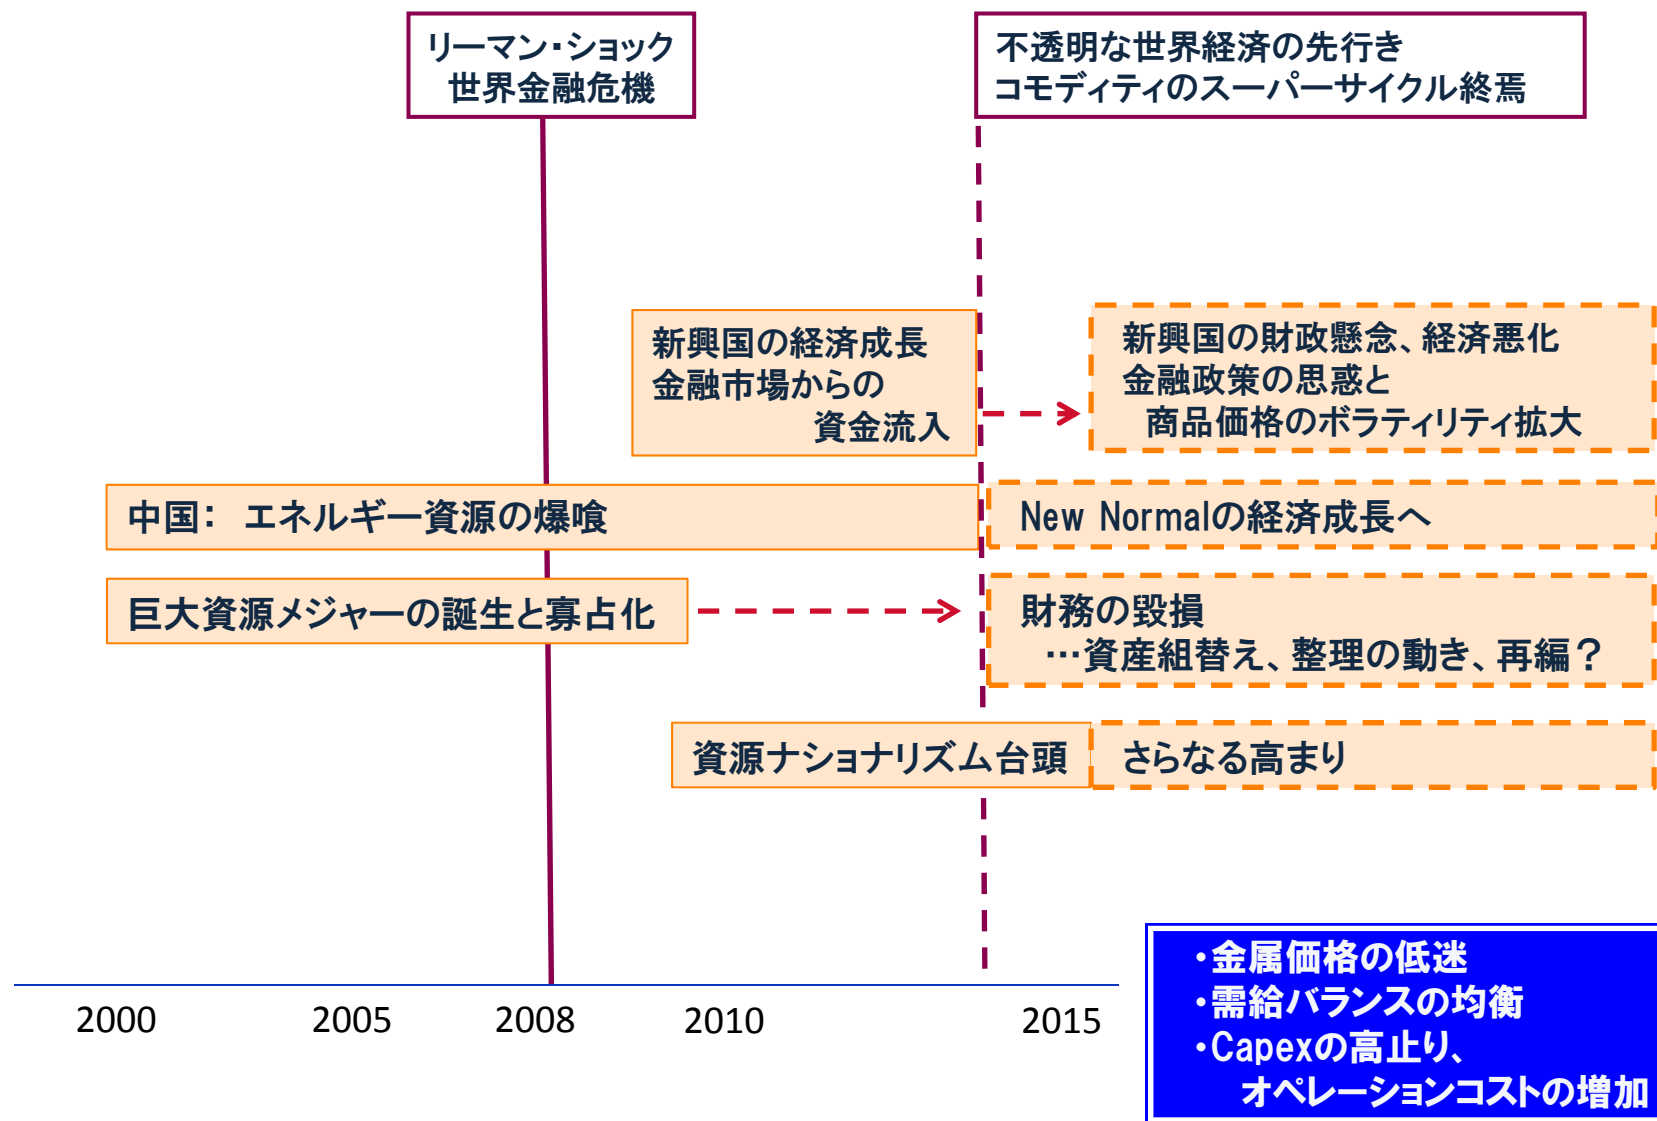 リーマン・ショック
世界金融危機
不透明な世界経済の先行き
コモディティのスーパーサイクル終焉
新興国の経済成長
金融市場からの
資金流入
新興国の財政懸念、経済悪化
金融政策の思惑と
商品価格のボラティリティ拡大
中国： エネルギー資源の爆喰
New Normalの経済成長へ
巨大資源メジャーの誕生と寡占化
財務の毀損
…資産組替え、整理の動き、再編？
資源ナショナリズム台頭
さらなる高まり
2000
2005
2008
2010
2015
・金属価格の低迷
・需給バランスの均衡
・Capexの高止り、
オペレーションコストの増加